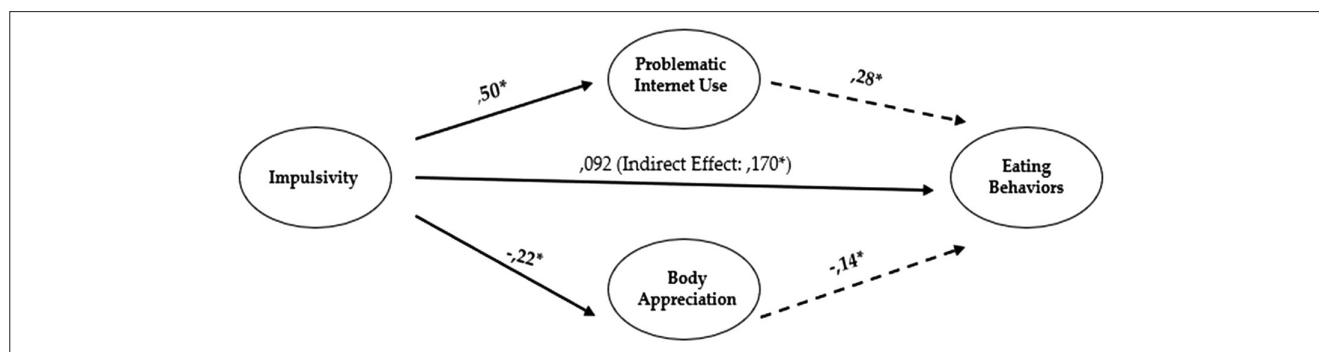 Problematic
Internet Use
,50*
,28*
Impulsivity
,092 (Indirect Effect: ,170*)
Eating
Behaviors
-,22*
-,14*
Body
Appreciation